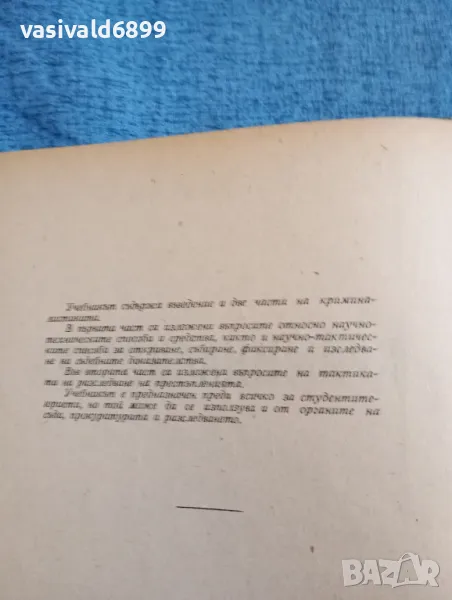 vasivald6899
Учебникът съдържа въведение и две части на кримина-
листиката.
В първата част са изложени въпросите относно научно-
техническите способи и средства, както и научно-тактичес-
ките способи за откриване, събиране, фиксиране и изследва-
не на съдебните доказателства.
Във втората част са изложени въпросите на тактика-
та на разследване на престъпленията.
Учебникът е предназначен преди всичко за студентите-
юристи, но той може да се използува и от органите на
съда, прокуратурата и разследването.
BAZAR.bg